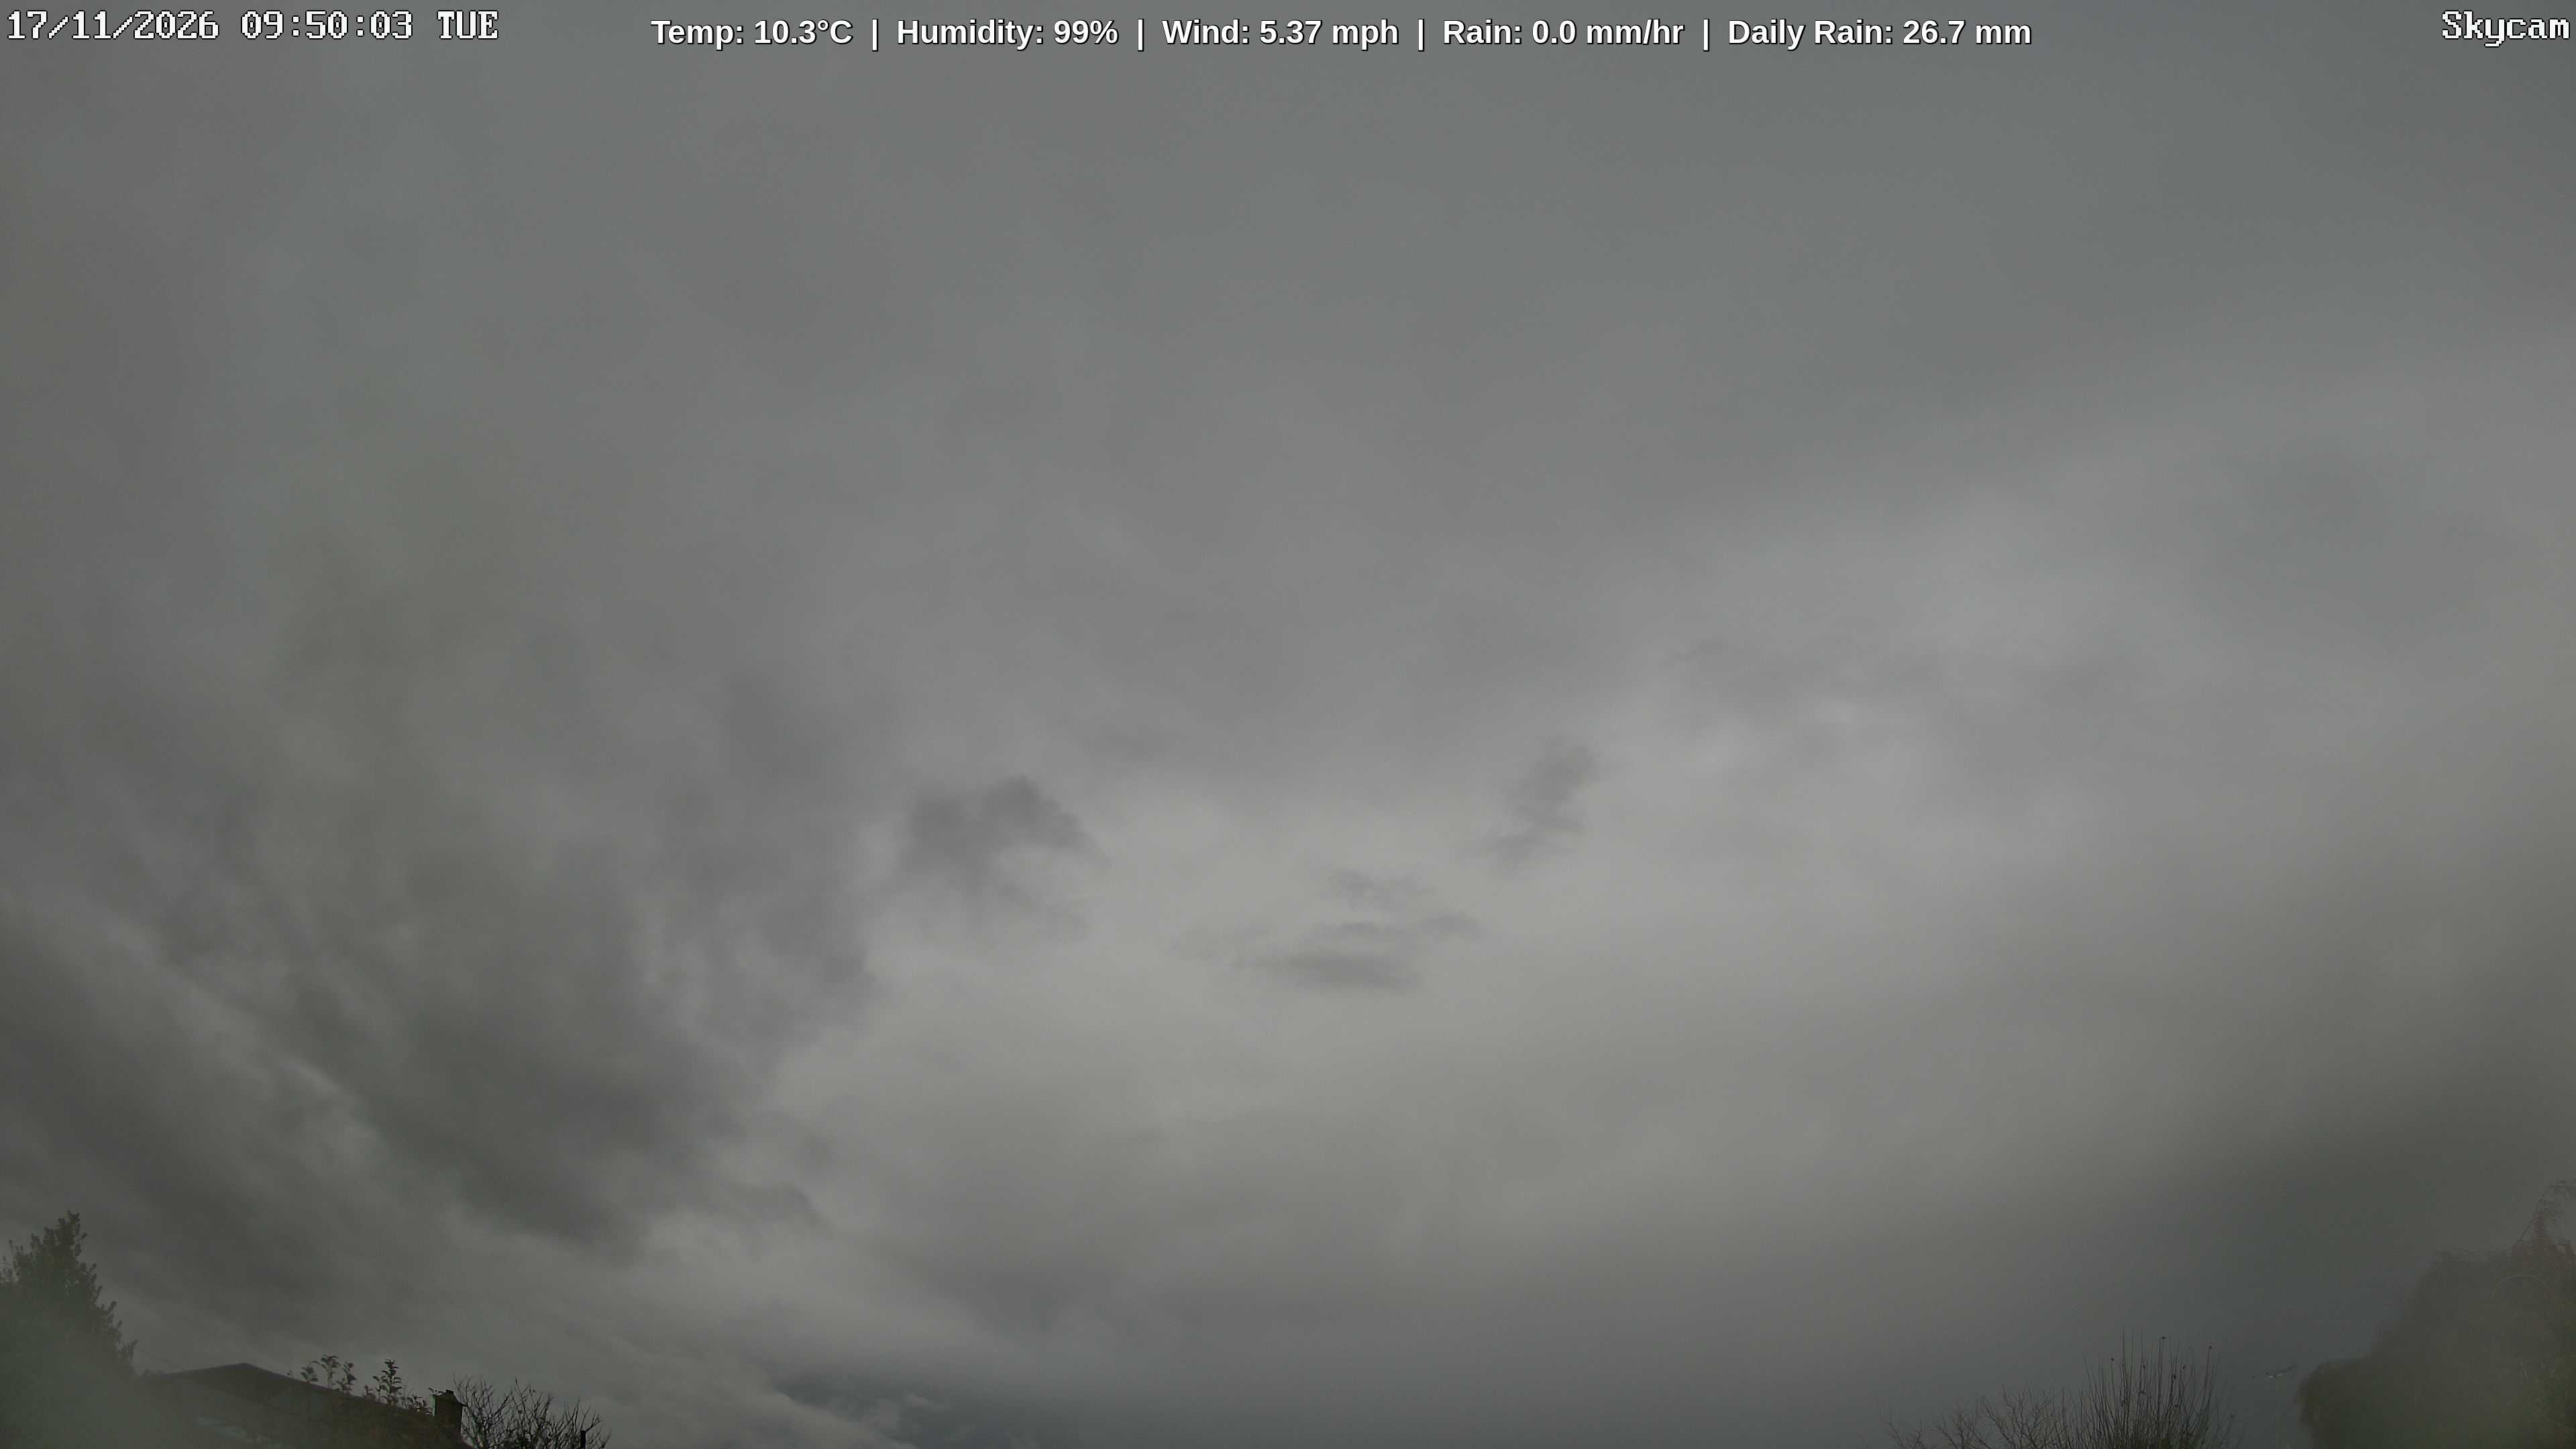 17/11/2026 09:50:03 TUE
Temp: 10.3°C | Humidity: 99% | Wind: 5.37 mph | Rain: 0.0 mm/hr | Daily Rain: 26.7 mm
Skycam